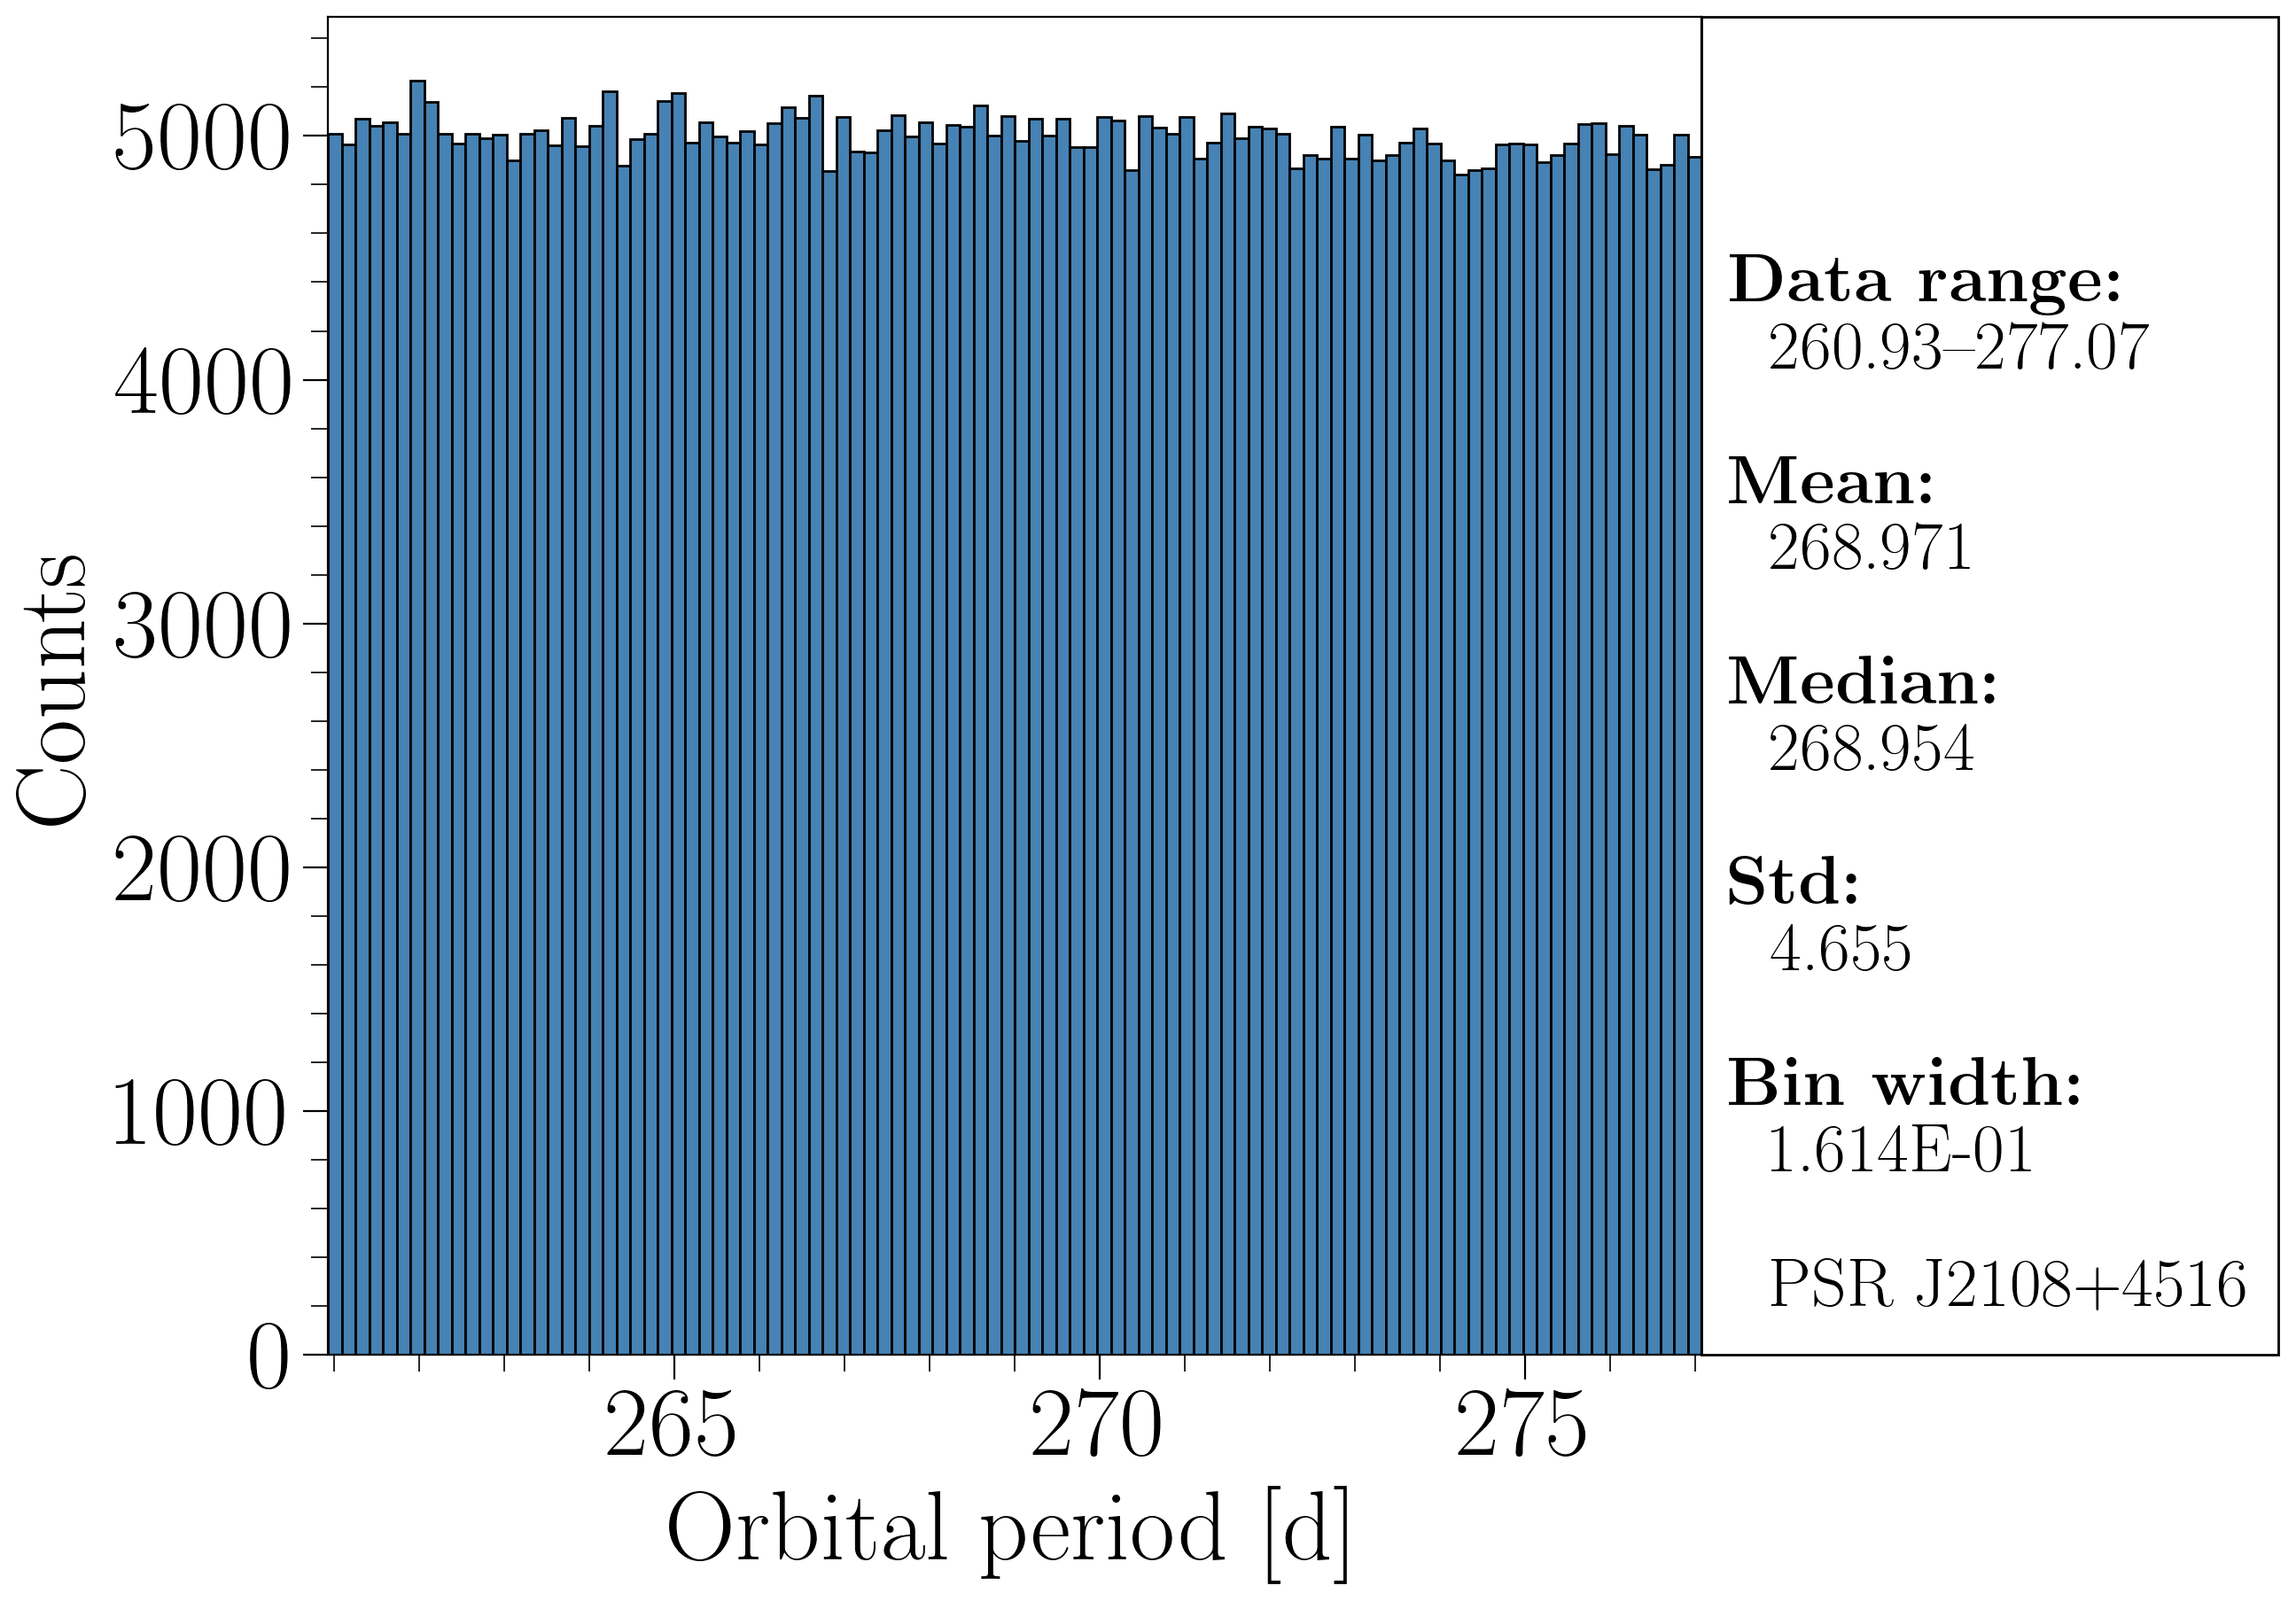 5000
4000
3000
2000
1000
0
Counts
265 270 275
Orbital period [d]
Data range:
260.93–277.07
Mean:
268.971
Median:
268.954
Std:
4.655
Bin width:
1.614E-01
PSR J2108+4516